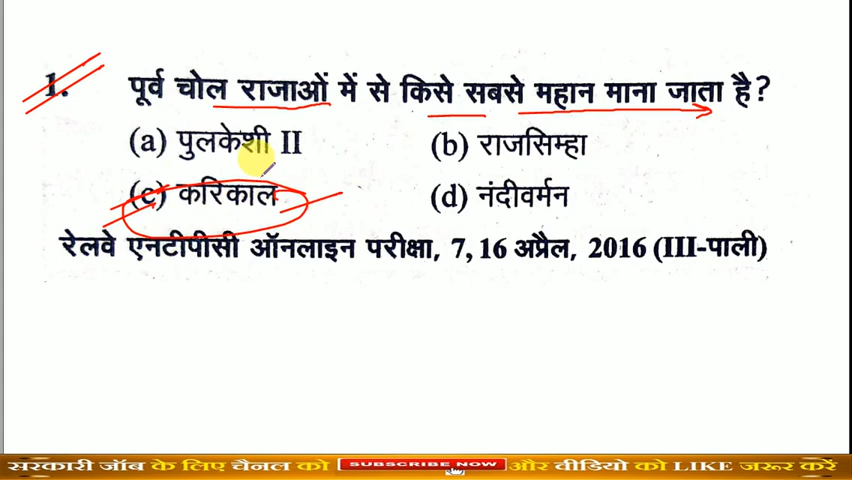 1. पूर्व चोल राजाओं में से किसे सबसे महान माना जाता है?
(a) पुलकेशी II (b) राजसिम्हा
(c) करिकाल (d) नंदीवर्मन
रेलवे एनटीपीसी ऑनलाइन परीक्षा, 7, 16 अप्रैल, 2016 (III-पाली)
सरकारी जॉब के लिए चैनल को SUBSCRIBE NOW और वीडियो को LIKE जरूर करें